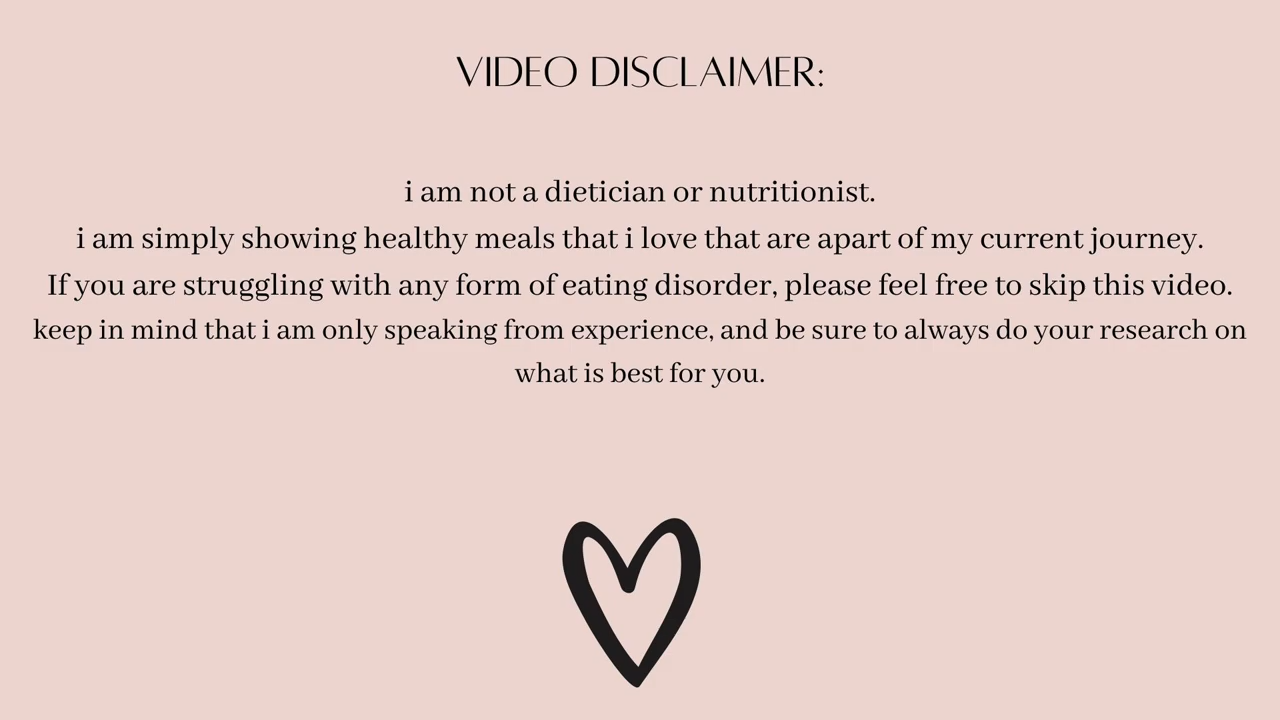 VIDEO DISCLAIMER:
i am not a dietician or nutritionist.
i am simply showing healthy meals that i love that are apart of my current journey.
If you are struggling with any form of eating disorder, please feel free to skip this video.
keep in mind that i am only speaking from experience, and be sure to always do your research on
what is best for you.